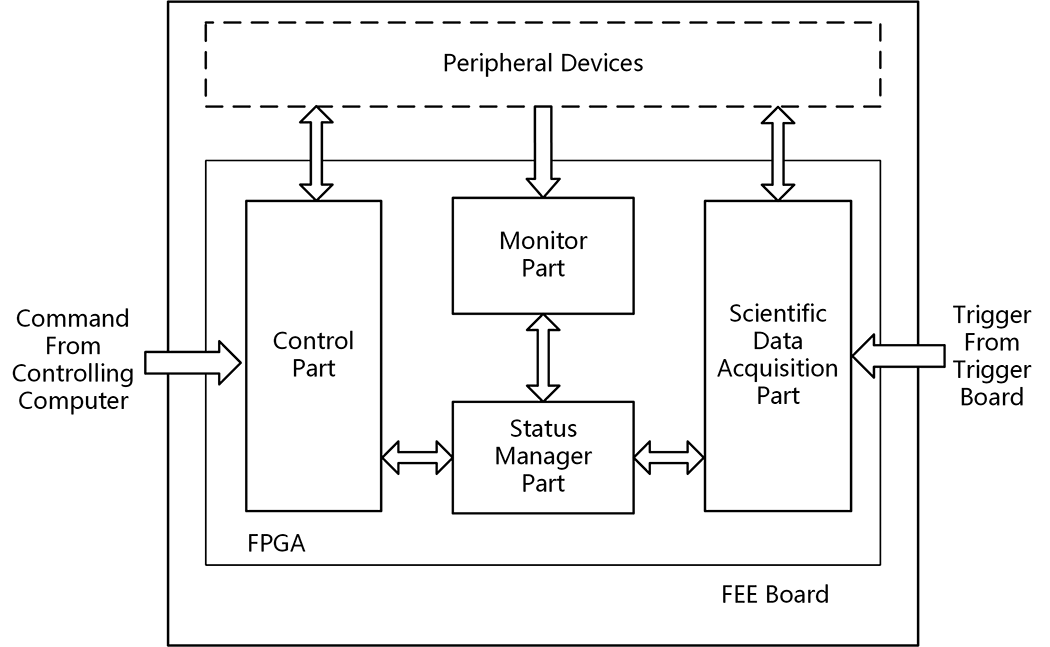 Peripheral Devices
Monitor
Part
Command
From
Controlling
Computer
Control
Part
Scientific
Data
Acquisition
Part
Trigger
From
Trigger
Board
Status
Manager
Part
FPGA
FEE Board